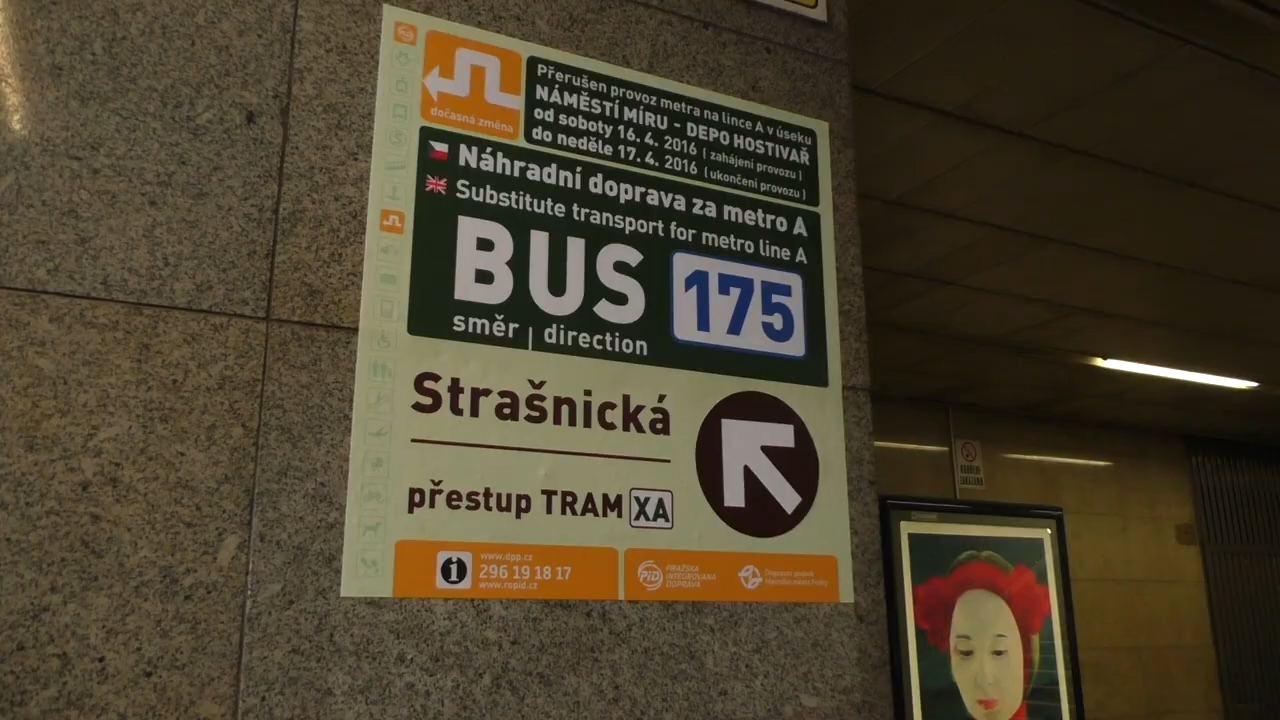 dočasná změna
Přerušen provoz metra na lince A v úseku
NÁMĚSTÍ MÍRU - DEPO HOSTIVAŘ
od soboty 16. 4. 2016 ( zahájení provozu )
do neděle 17. 4. 2016 ( ukončení provozu )
Náhradní doprava za metro A
Substitute transport for metro line A
BUS 175
směr | direction
Strašnická
přestup TRAM XA
i
www.dpp.cz
296 19 18 17
www.ropid.cz
PID PRAŽSKÁ
INTEGROVANÁ
DOPRAVA
Dopravní podnik
hlavního města Prahy